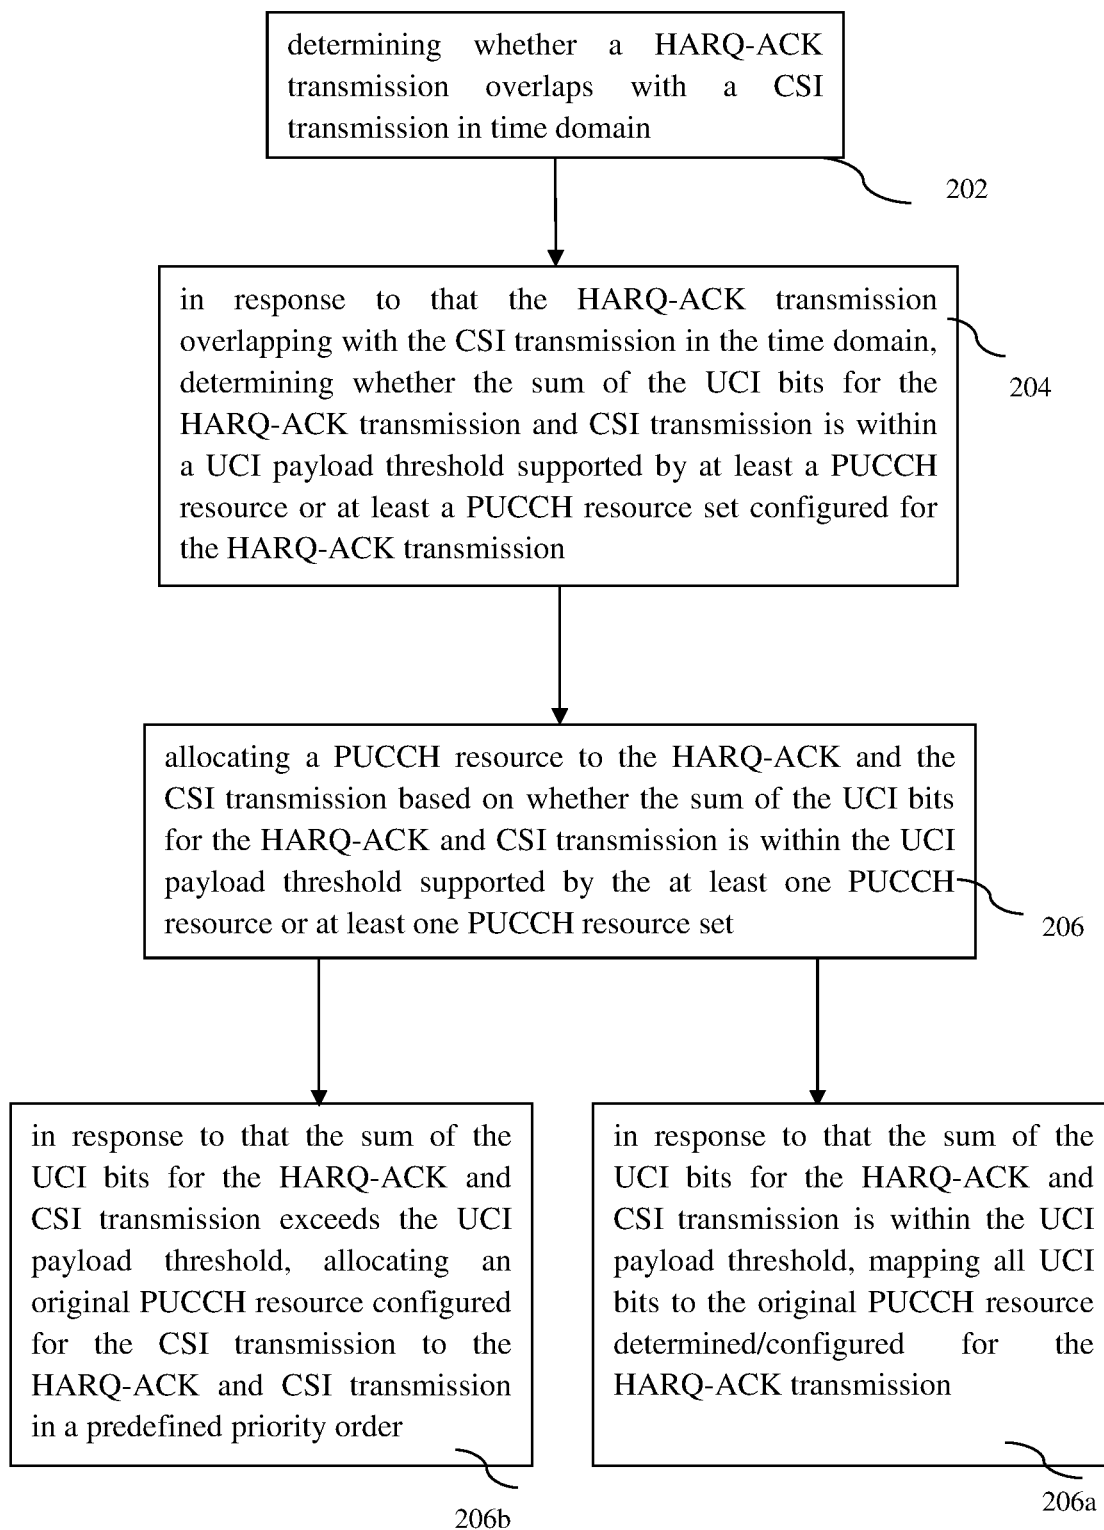 determining whether a HARQ-ACK
transmission overlaps with a CSI
transmission in time domain
202
in response to that the HARQ-ACK transmission
overlapping with the CSI transmission in the time domain,
determining whether the sum of the UCI bits for the
HARQ-ACK transmission and CSI transmission is within
a UCI payload threshold supported by at least a PUCCH
resource or at least a PUCCH resource set configured for
the HARQ-ACK transmission
204
allocating a PUCCH resource to the HARQ-ACK and the
CSI transmission based on whether the sum of the UCI bits
for the HARQ-ACK and CSI transmission is within the UCI
payload threshold supported by the at least one PUCCH
resource or at least one PUCCH resource set
206
in response to that the sum of the
UCI bits for the HARQ-ACK and
CSI transmission exceeds the UCI
payload threshold, allocating an
original PUCCH resource configured
for the CSI transmission to the
HARQ-ACK and CSI transmission
in a predefined priority order
206b
in response to that the sum of the
UCI bits for the HARQ-ACK and
CSI transmission is within the UCI
payload threshold, mapping all UCI
bits to the original PUCCH resource
determined/configured for the
HARQ-ACK transmission
206a